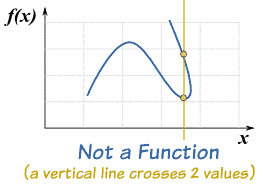 f(x)
x
Not a Function
(a vertical line crosses 2 values)